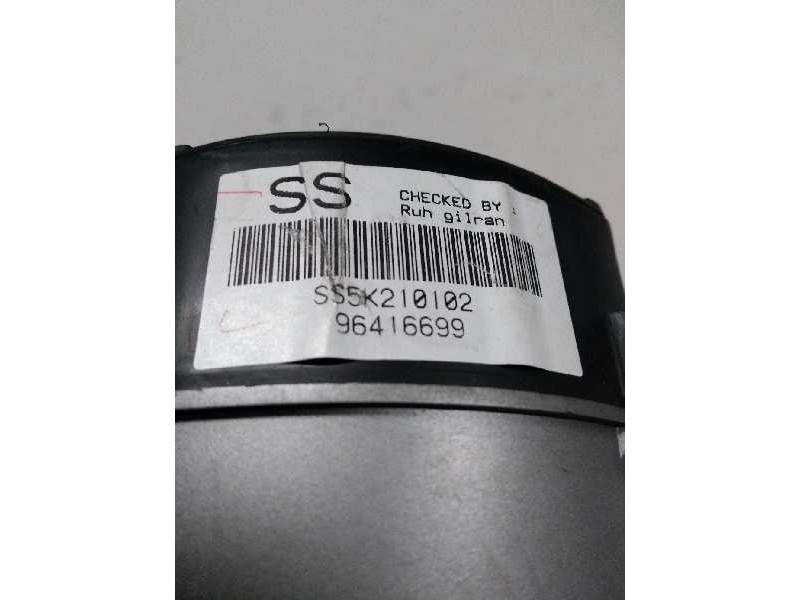 SS
CHECKED BY :
Ruh gilran
SS5K210102
96416699